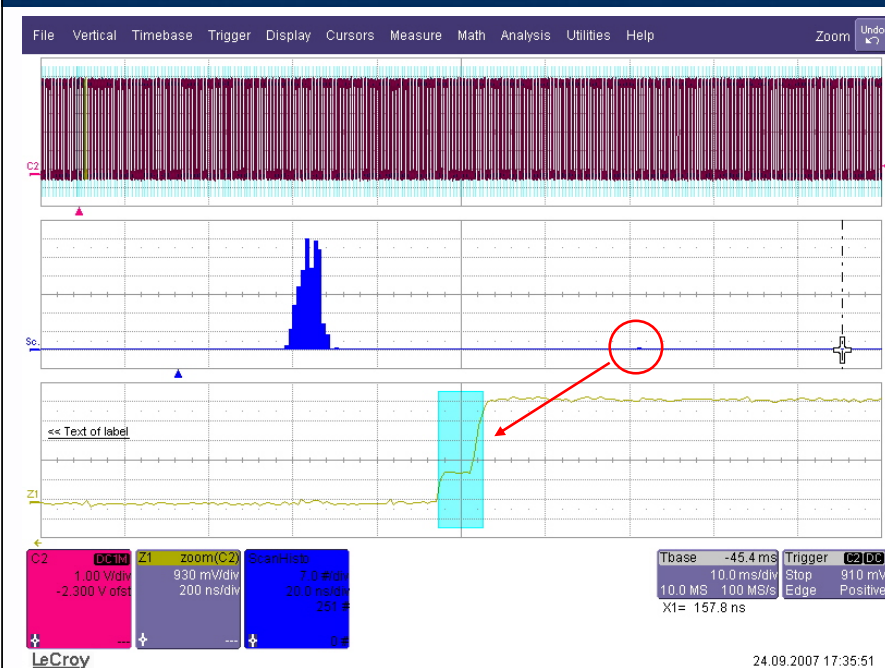 File Vertical Timebase Trigger Display Cursors Measure Math Analysis Utilities Help Zoom Undo
C2
Sc.
<< Text of label
Z1
C2 DC1M
1.00 V/div
-2.300 V ofst
---
Z1 zoom(C2)
930 mV/div
200 ns/div
---
ScanHisto
7.0 #/div
20.0 ns/div
251 #
0 #
Tbase -45.4 ms
10.0 ms/div
10.0 MS 100 MS/s
Trigger C2 DC
Stop 910 mV
Edge Positive
X1= 157.8 ns
LeCroy
24.09.2007 17:35:51